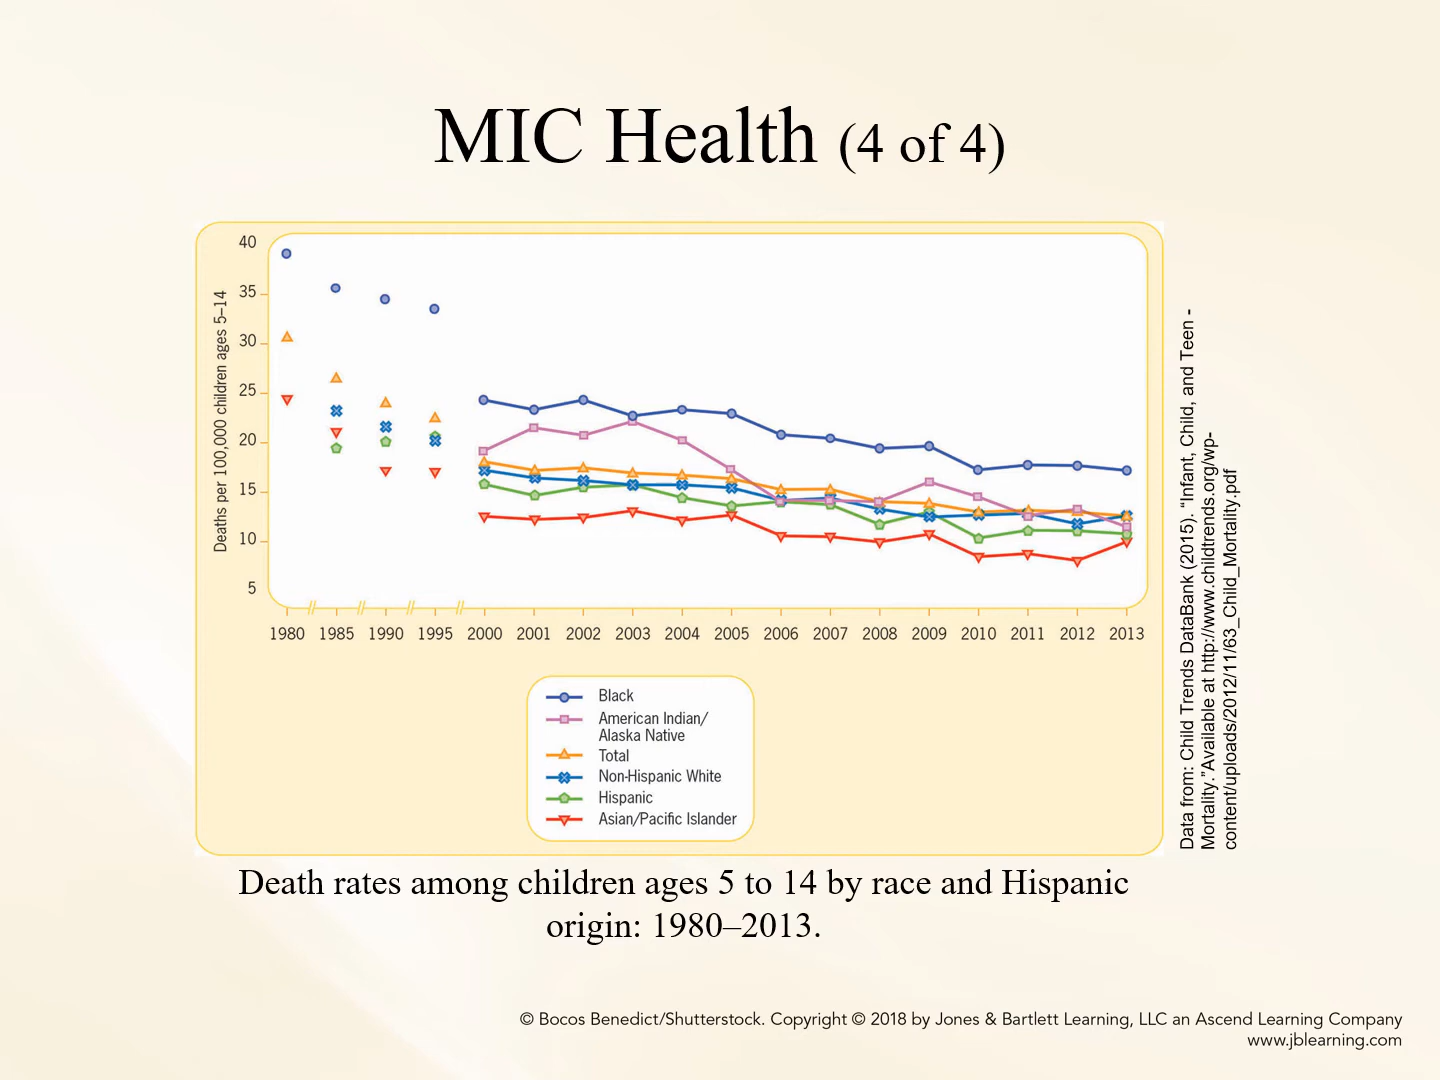 MIC Health (4 of 4)
Deaths per 100,000 children ages 5–14
40
35
30
25
20
15
10
5
1980 1985 1990 1995 2000 2001 2002 2003 2004 2005 2006 2007 2008 2009 2010 2011 2012 2013
Black
American Indian/
Alaska Native
Total
Non-Hispanic White
Hispanic
Asian/Pacific Islander
Data from: Child Trends DataBank (2015). “Infant, Child, and Teen -
Mortality.”Available at http://www.childtrends.org/wp-
content/uploads/2012/11/63_Child_Mortality.pdf
Death rates among children ages 5 to 14 by race and Hispanic
origin: 1980–2013.
© Bocos Benedict/Shutterstock. Copyright © 2018 by Jones & Bartlett Learning, LLC an Ascend Learning Company
www.jblearning.com